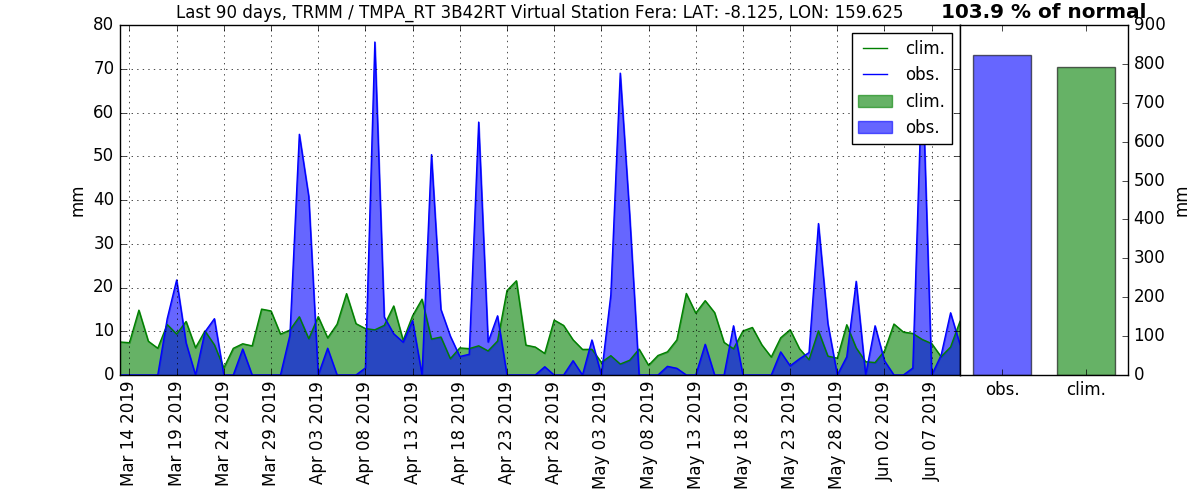 Last 90 days, TRMM / TMPA_RT 3B42RT Virtual Station Fera: LAT: -8.125, LON: 159.625
103.9 % of normal
clim.
obs.
clim.
obs.
80
70
60
50
40
30
20
10
0
mm
900
800
700
600
500
400
300
200
100
0
mm
Mar 14 2019
Mar 19 2019
Mar 24 2019
Mar 29 2019
Apr 03 2019
Apr 08 2019
Apr 13 2019
Apr 18 2019
Apr 23 2019
Apr 28 2019
May 03 2019
May 08 2019
May 13 2019
May 18 2019
May 23 2019
May 28 2019
Jun 02 2019
Jun 07 2019
obs.
clim.